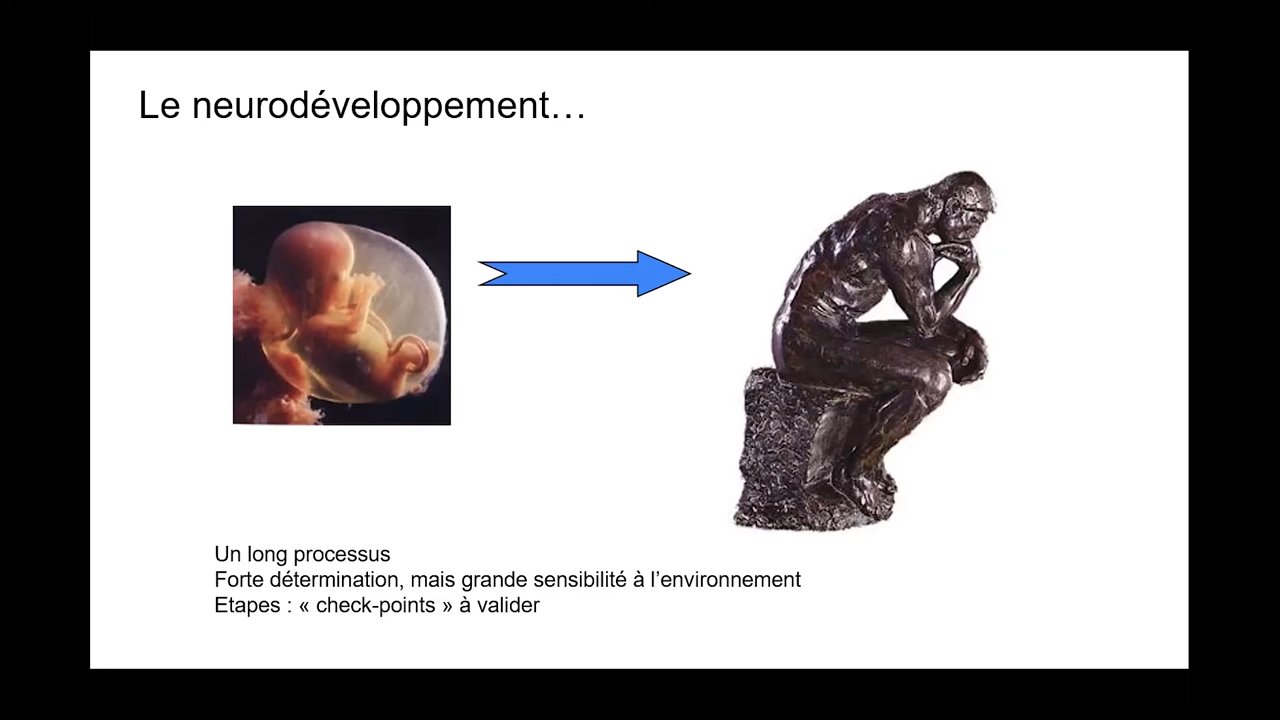 Le neurodéveloppement…
Un long processus
Forte détermination, mais grande sensibilité à l’environnement
Etapes : « check-points » à valider